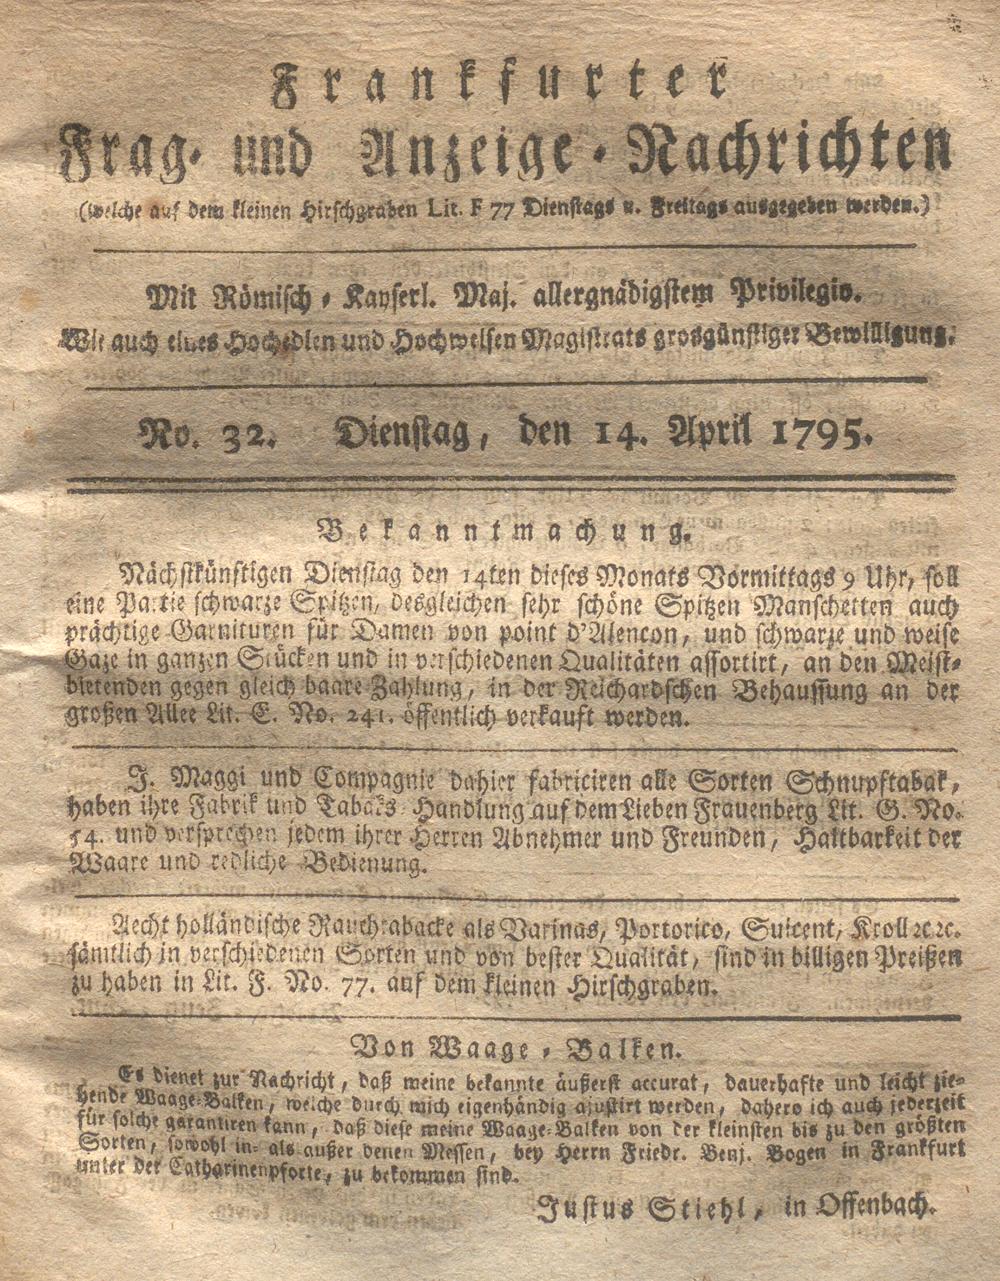 Frankfurter
Frag- und Anzeige-Nachrichten
(welche auf dem kleinen Hirschgraben Lit. F 77 Dienstags u. Freitags ausgegeben werden.)
Mit Römisch-Kayserl. Maj. allergnädigstem Privilegio.
Wie auch eines Hochedlen und Hochweisen Magistrats grosgünstiger Bewilligung.
No. 32. Dienstag, den 14. April 1795.
Bekanntmachung.
Nächstkünftigen Dienstag den 14ten dieses Monats Vormittags 9 Uhr, soll
eine Partie schwarze Spitzen, desgleichen sehr schöne Spitzen Manschetten auch
prächtige Garnituren für Damen von point d'Alencon, und schwarze und weise
Gaze in ganzen Stücken und in verschiedenen Qualitäten assortirt, an den Meist-
bietenden gegen gleich baare Zahlung, in der Reichardschen Behaussung an der
großen Allee Lit. E. No. 241. öffentlich verkauft werden.
J. Maggi und Compagnie dahier fabriciren alle Sorten Schnupftabak,
haben ihre Fabrik und Tabacks Handlung auf dem Lieben Frauenberg Lit. G. No.
54. und versprechen jedem ihrer Herren Abnehmer und Freunden, Haltbarkeit der
Waare und redliche Bedienung.
Aecht holländische Rauchtabacke als Varinas, Portorico, Suicent, Kroll ꝛc ꝛc.
sämtlich in verschiedenen Sorten und von bester Qualität, sind in billigen Preißen
zu haben in Lit. F. No. 77. auf dem kleinen Hirschgraben.
Von Waage-Balken.
Es dienet zur Nachricht, daß meine bekannte äußerst accurat, dauerhafte und leicht zie-
hende Waage-Balken, welche durch mich eigenhändig ajustirt werden, dahero ich auch jederzeit
für solche garantiren kann, daß diese meine Waage-Balken von der kleinsten bis zu den größten
Sorten, sowohl in- als außer denen Messen, bey Herrn Friedr. Benj. Bogen in Frankfurt
unter der Catharinenpforte, zu bekommen sind.
Justus Stiehl, in Offenbach.